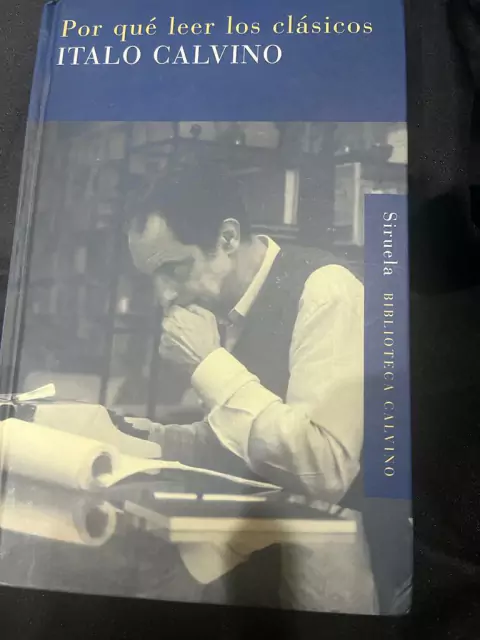 Por qué leer los clásicos
ITALO CALVINO
Siruela BIBLIOTECA CALVINO